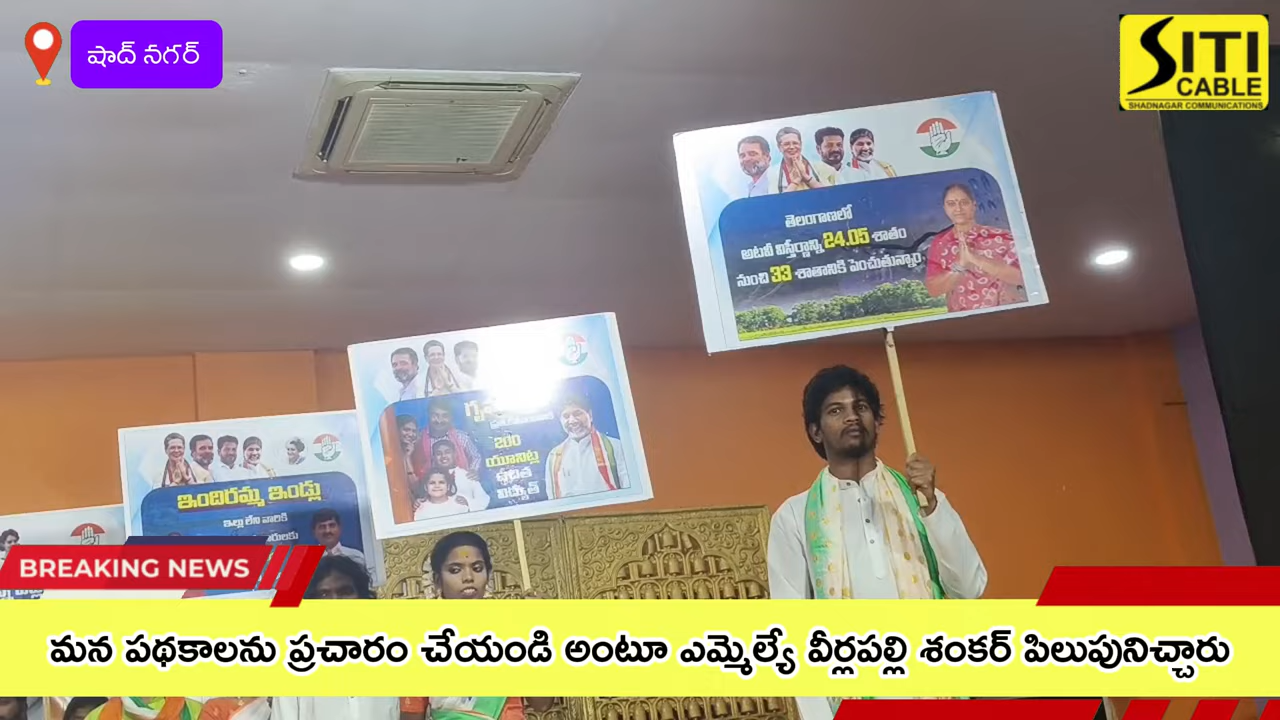 షాద్ నగర్
SITI
CABLE
SHADNAGAR COMMUNICATIONS
తెలంగాణలో
అటవీ విస్తీర్ణాన్ని 24.05 శాతం
నుంచి 33 శాతానికి పెంచుతున్నాం
200
యూనిట్ల
ఉచిత
విద్యుత్
ఇందిరమ్మ ఇండ్లు
ఇల్లు లేని వారికి
BREAKING NEWS
మన పథకాలను ప్రచారం చేయండి అంటూ ఎమ్మెల్యే వీర్లపల్లి శంకర్ పిలుపునిచ్చారు